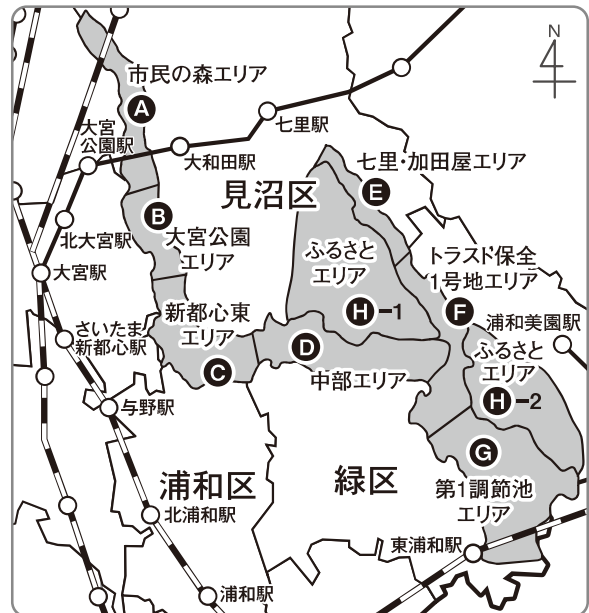 N
市民の森エリア
A
大宮
公園駅
七里駅
大和田駅
七里・加田屋エリア
E
見沼区
B
大宮公園
エリア
北大宮駅
大宮駅
ふるさと
エリア
H-1
トラスト保全
1号地エリア
F
浦和美園駅
新都心東
エリア
C
さいたま
新都心駅
D
中部エリア
ふるさと
エリア
H-2
与野駅
G
第1調節池
エリア
浦和区
緑区
北浦和駅
東浦和駅
浦和駅